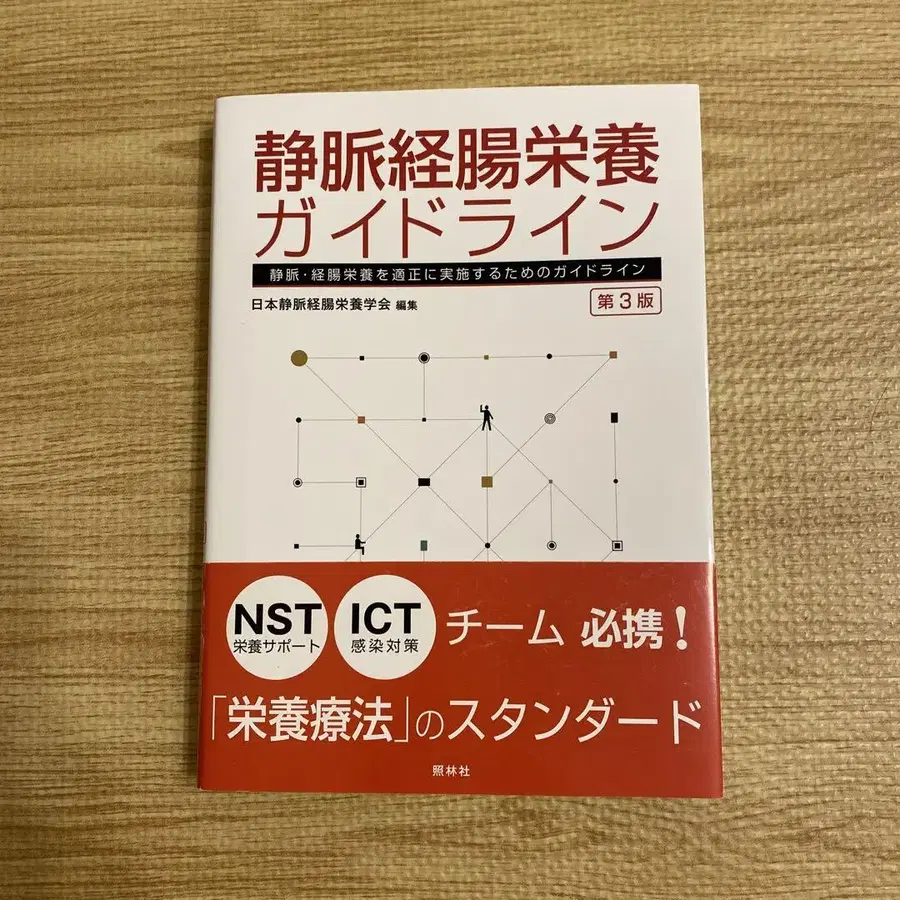 静脈経腸栄養
ガイドライン
静脈・経腸栄養を適正に実施するためのガイドライン
日本静脈経腸栄養学会 編集
第3版
NST
栄養サポート
ICT
感染対策
チーム 必携！
「栄養療法」のスタンダード
照林社